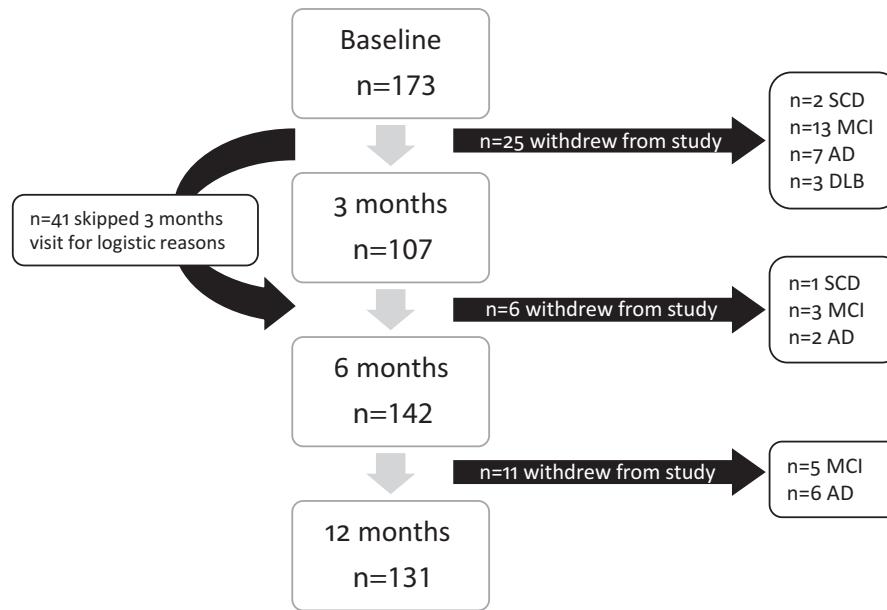 Baseline
n=173
n=25 withdrew from study
n=2 SCD
n=13 MCI
n=7 AD
n=3 DLB
n=41 skipped 3 months
visit for logistic reasons
3 months
n=107
n=6 withdrew from study
n=1 SCD
n=3 MCI
n=2 AD
6 months
n=142
n=11 withdrew from study
n=5 MCI
n=6 AD
12 months
n=131